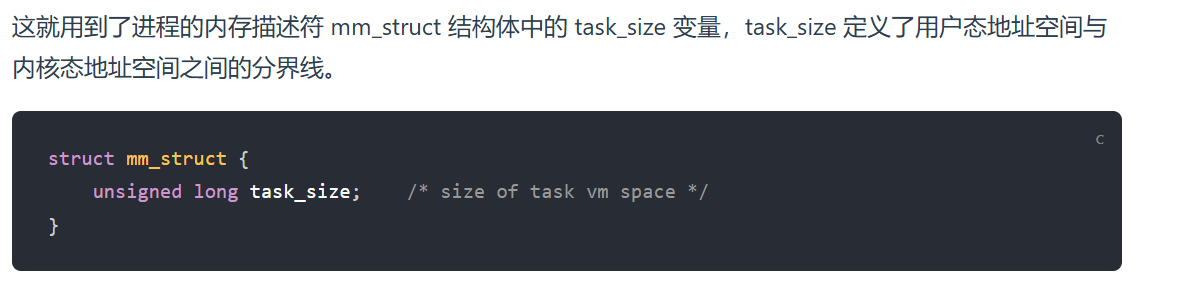 这就用到了进程的内存描述符 mm_struct 结构体中的 task_size 变量，task_size 定义了用户态地址空间与
内核态地址空间之间的分界线。
c
struct mm_struct {
    unsigned long task_size;    /* size of task vm space */
}